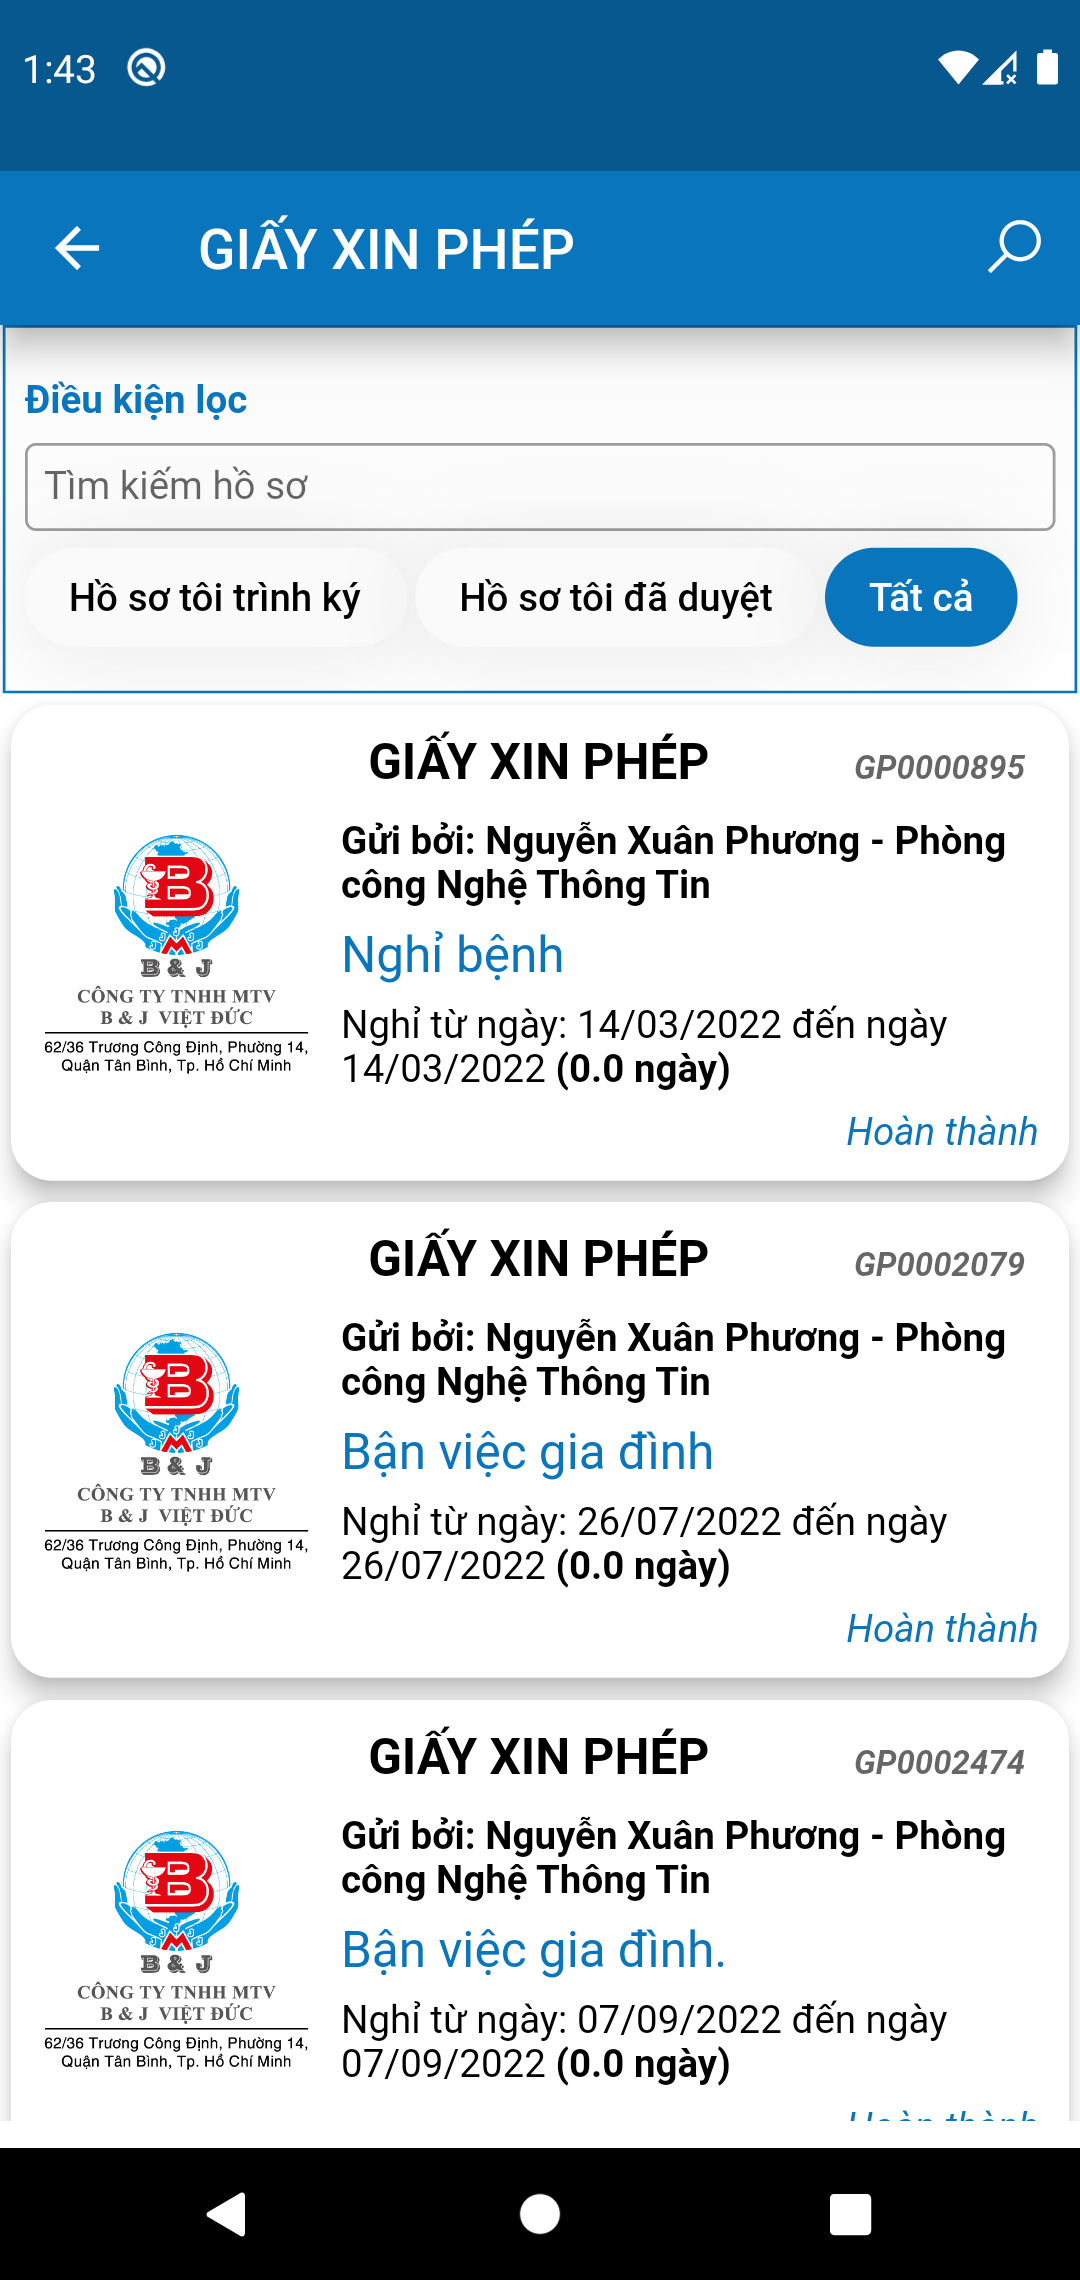 1:43
GIẤY XIN PHÉP
Điều kiện lọc
Tìm kiếm hồ sơ
Hồ sơ tôi trình ký
Hồ sơ tôi đã duyệt
Tất cả
GIẤY XIN PHÉP
GP0000895
B & J
CÔNG TY TNHH MTV
B & J VIỆT ĐỨC
62/36 Trương Công Định, Phường 14,
Quận Tân Bình, Tp. Hồ Chí Minh
Gửi bởi: Nguyễn Xuân Phương - Phòng
công Nghệ Thông Tin
Nghỉ bệnh
Nghỉ từ ngày: 14/03/2022 đến ngày
14/03/2022 (0.0 ngày)
Hoàn thành
GIẤY XIN PHÉP
GP0002079
B & J
CÔNG TY TNHH MTV
B & J VIỆT ĐỨC
62/36 Trương Công Định, Phường 14,
Quận Tân Bình, Tp. Hồ Chí Minh
Gửi bởi: Nguyễn Xuân Phương - Phòng
công Nghệ Thông Tin
Bận việc gia đình
Nghỉ từ ngày: 26/07/2022 đến ngày
26/07/2022 (0.0 ngày)
Hoàn thành
GIẤY XIN PHÉP
GP0002474
B & J
CÔNG TY TNHH MTV
B & J VIỆT ĐỨC
62/36 Trương Công Định, Phường 14,
Quận Tân Bình, Tp. Hồ Chí Minh
Gửi bởi: Nguyễn Xuân Phương - Phòng
công Nghệ Thông Tin
Bận việc gia đình.
Nghỉ từ ngày: 07/09/2022 đến ngày
07/09/2022 (0.0 ngày)